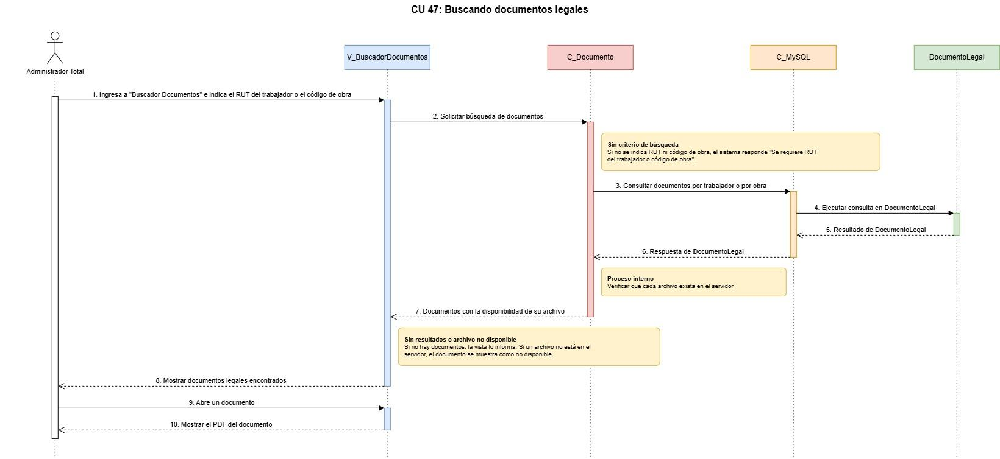 CU 47: Buscando documentos legales
Administrador Total
V_BuscadorDocumentos
C_Documento
C_MySQL
DocumentoLegal
1. Ingresa a "Buscador Documentos" e indica el RUT del trabajador o el código de obra
2. Solicitar búsqueda de documentos
Sin criterio de búsqueda
Si no se indica RUT ni código de obra, el sistema responde "Se requiere RUT
del trabajador o código de obra".
3. Consultar documentos por trabajador o por obra
4. Ejecutar consulta en DocumentoLegal
5. Resultado de DocumentoLegal
6. Respuesta de DocumentoLegal
Proceso interno
Verificar que cada archivo exista en el servidor
7. Documentos con la disponibilidad de su archivo
Sin resultados o archivo no disponible
Si no hay documentos, la vista lo informa. Si un archivo no está en el
servidor, el documento se muestra como no disponible.
8. Mostrar documentos legales encontrados
9. Abre un documento
10. Mostrar el PDF del documento